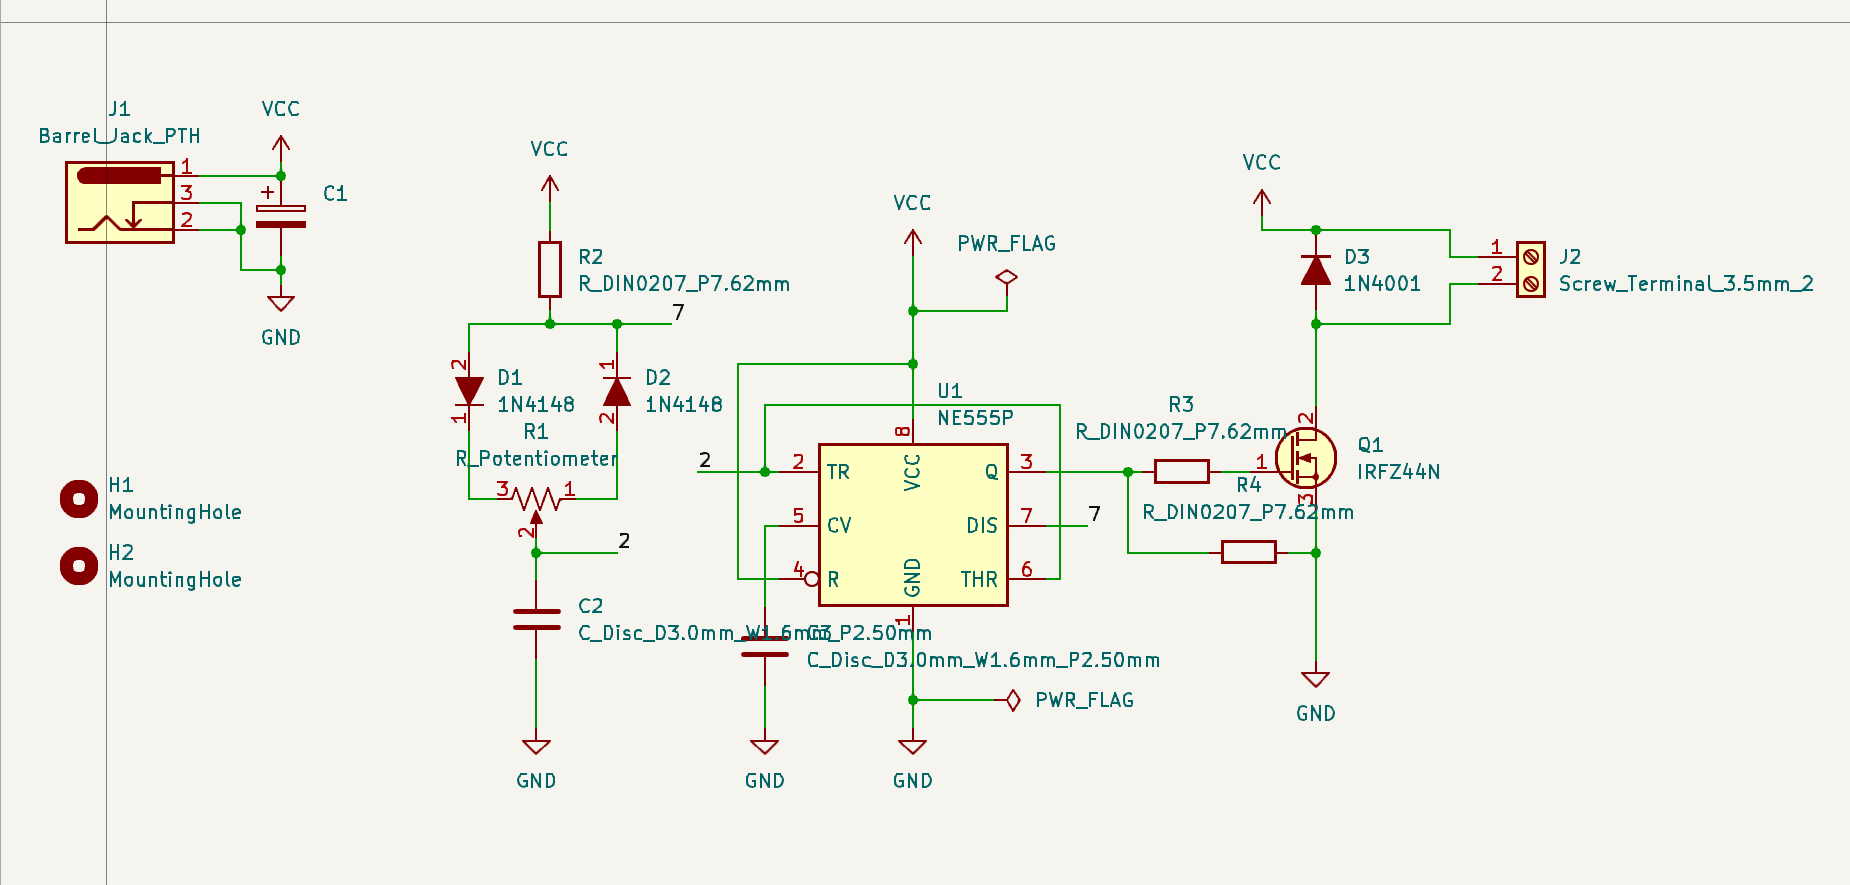 J1
Barrel_Jack_PTH
1
3
2
VCC
+
C1
GND
H1
MountingHole
H2
MountingHole
VCC
R2
R_DIN0207_P7.62mm
7
2
D1
1N4148
1
1
D2
1N4148
2
R1
R_Potentiometer
3
1
2
2
C2
C_Disc_D3.0mm_W1.6mm_P2.50mm
GND
VCC
PWR_FLAG
U1
NE555P
8
VCC
2
2
TR
5
CV
4
R
Q
3
DIS
7
7
THR
6
GND
1
C3
C_Disc_D3.0mm_W1.6mm_P2.50mm
GND
PWR_FLAG
GND
VCC
D3
1N4001
1
2
J2
Screw_Terminal_3.5mm_2
R3
R_DIN0207_P7.62mm
2
1
3
Q1
IRFZ44N
R4
R_DIN0207_P7.62mm
GND